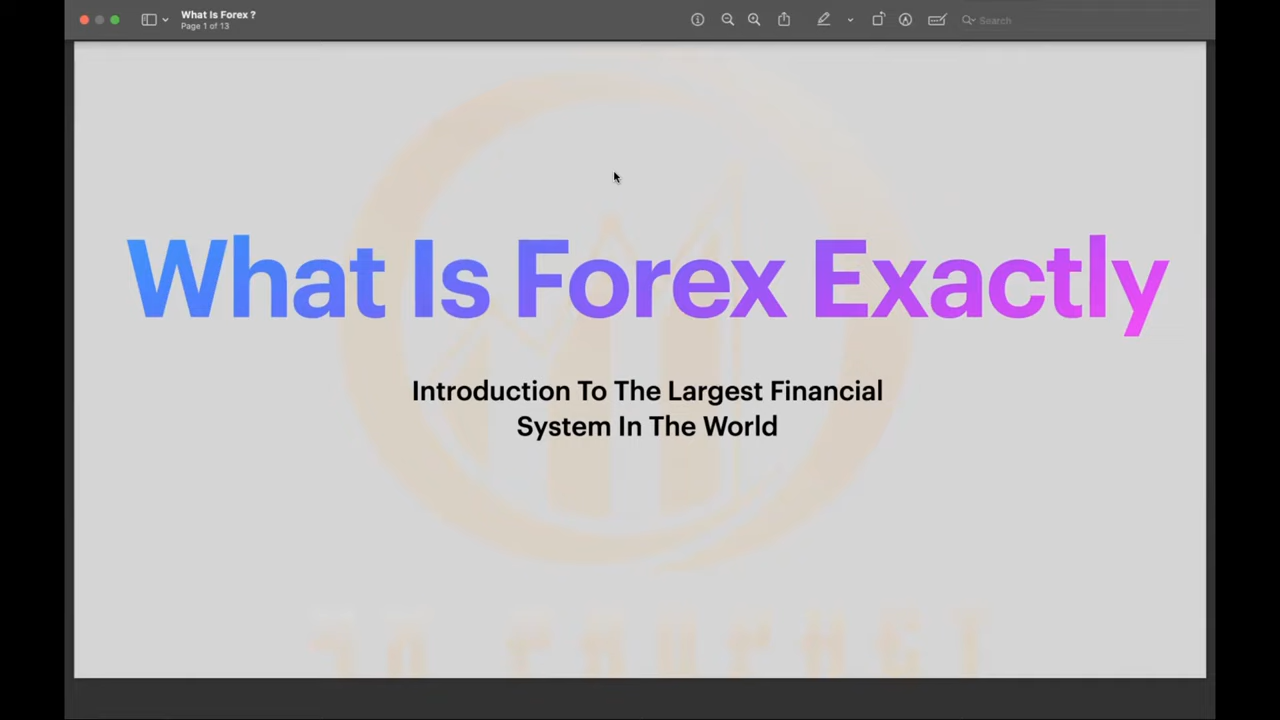 What Is Forex ?
Page 1 of 13
Search
What Is Forex Exactly
Introduction To The Largest Financial
System In The World